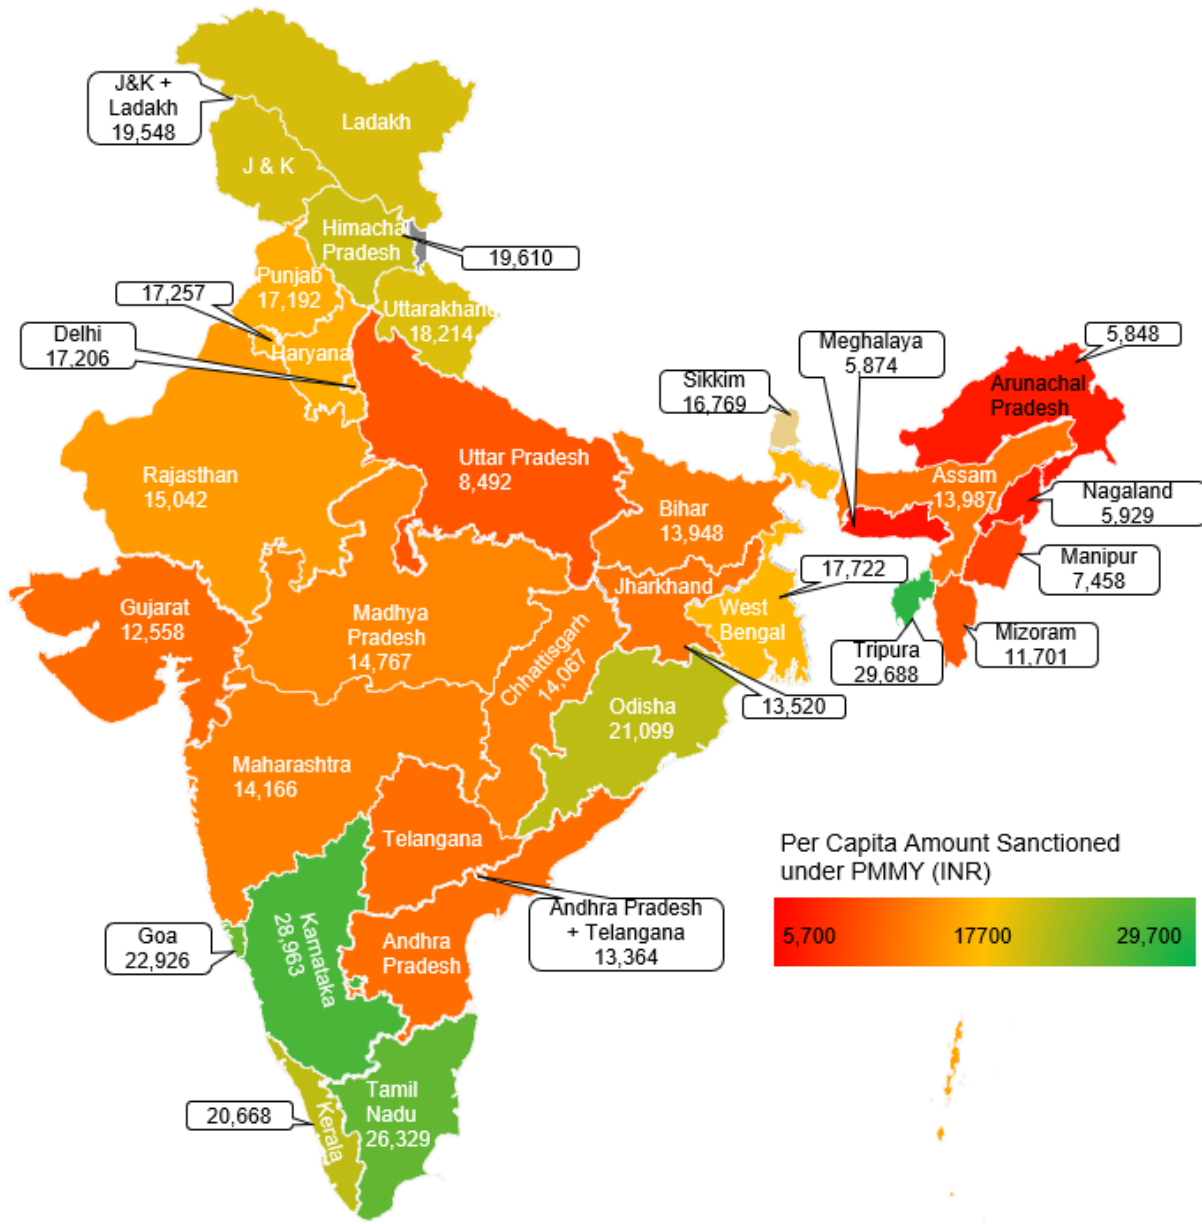 J&K +
Ladakh
19,548
Ladakh
J & K
Himachal
Pradesh
19,610
Punjab
17,192
17,257
Uttarakhand
18,214
Delhi
17,206
Haryana
Meghalaya
5,874
5,848
Sikkim
16,769
Arunachal
Pradesh
Rajasthan
15,042
Uttar Pradesh
8,492
Assam
13,987
Nagaland
5,929
Bihar
13,948
Manipur
7,458
17,722
Jharkhand
Gujarat
12,558
Madhya
Pradesh
14,767
Chhattisgarh
14,067
West
Bengal
Tripura
29,688
Mizoram
11,701
13,520
Odisha
21,099
Maharashtra
14,166
Telangana
Per Capita Amount Sanctioned
under PMMY (INR)
5,700 17700 29,700
Andhra Pradesh
+ Telangana
13,364
Goa
22,926
Karnataka
28,963
Andhra
Pradesh
Tamil
Nadu
26,329
20,668
Kerala